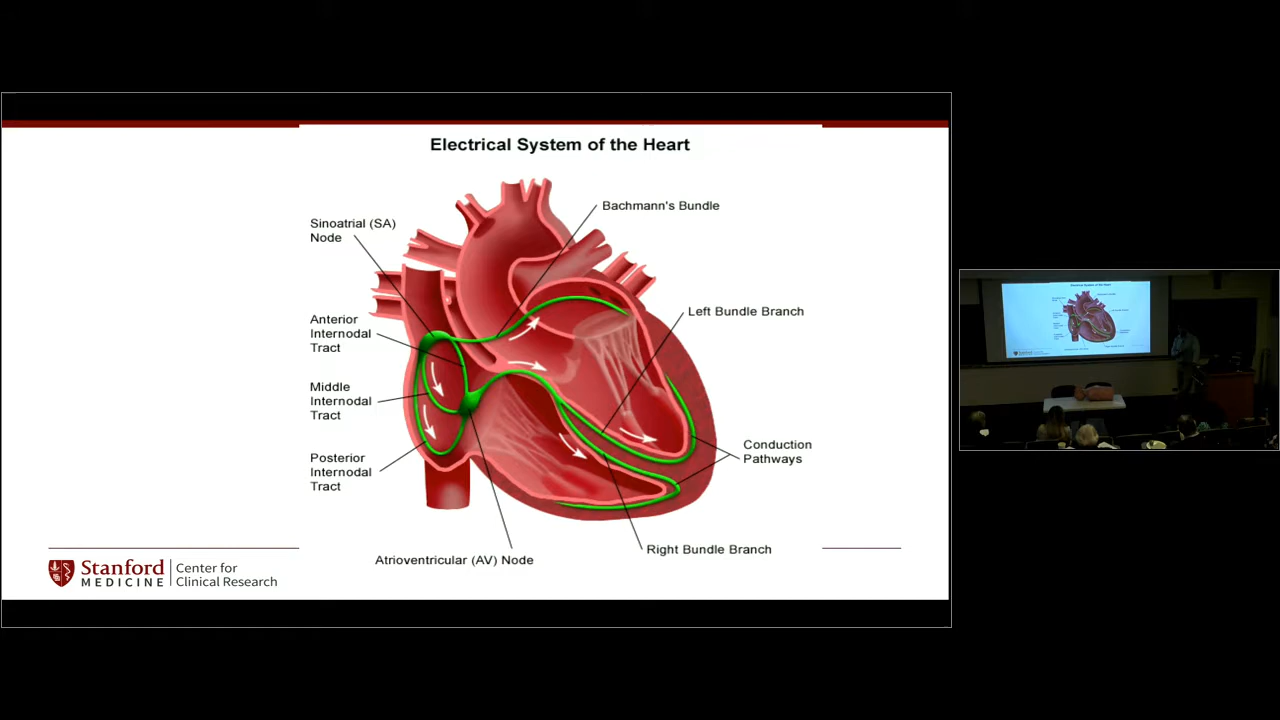 Electrical System of the Heart
Bachmann's Bundle
Sinoatrial (SA)
Node
Left Bundle Branch
Anterior
Internodal
Tract
Middle
Internodal
Tract
Conduction
Pathways
Posterior
Internodal
Tract
Right Bundle Branch
Atrioventricular (AV) Node
Stanford
MEDICINE
Center for
Clinical Research